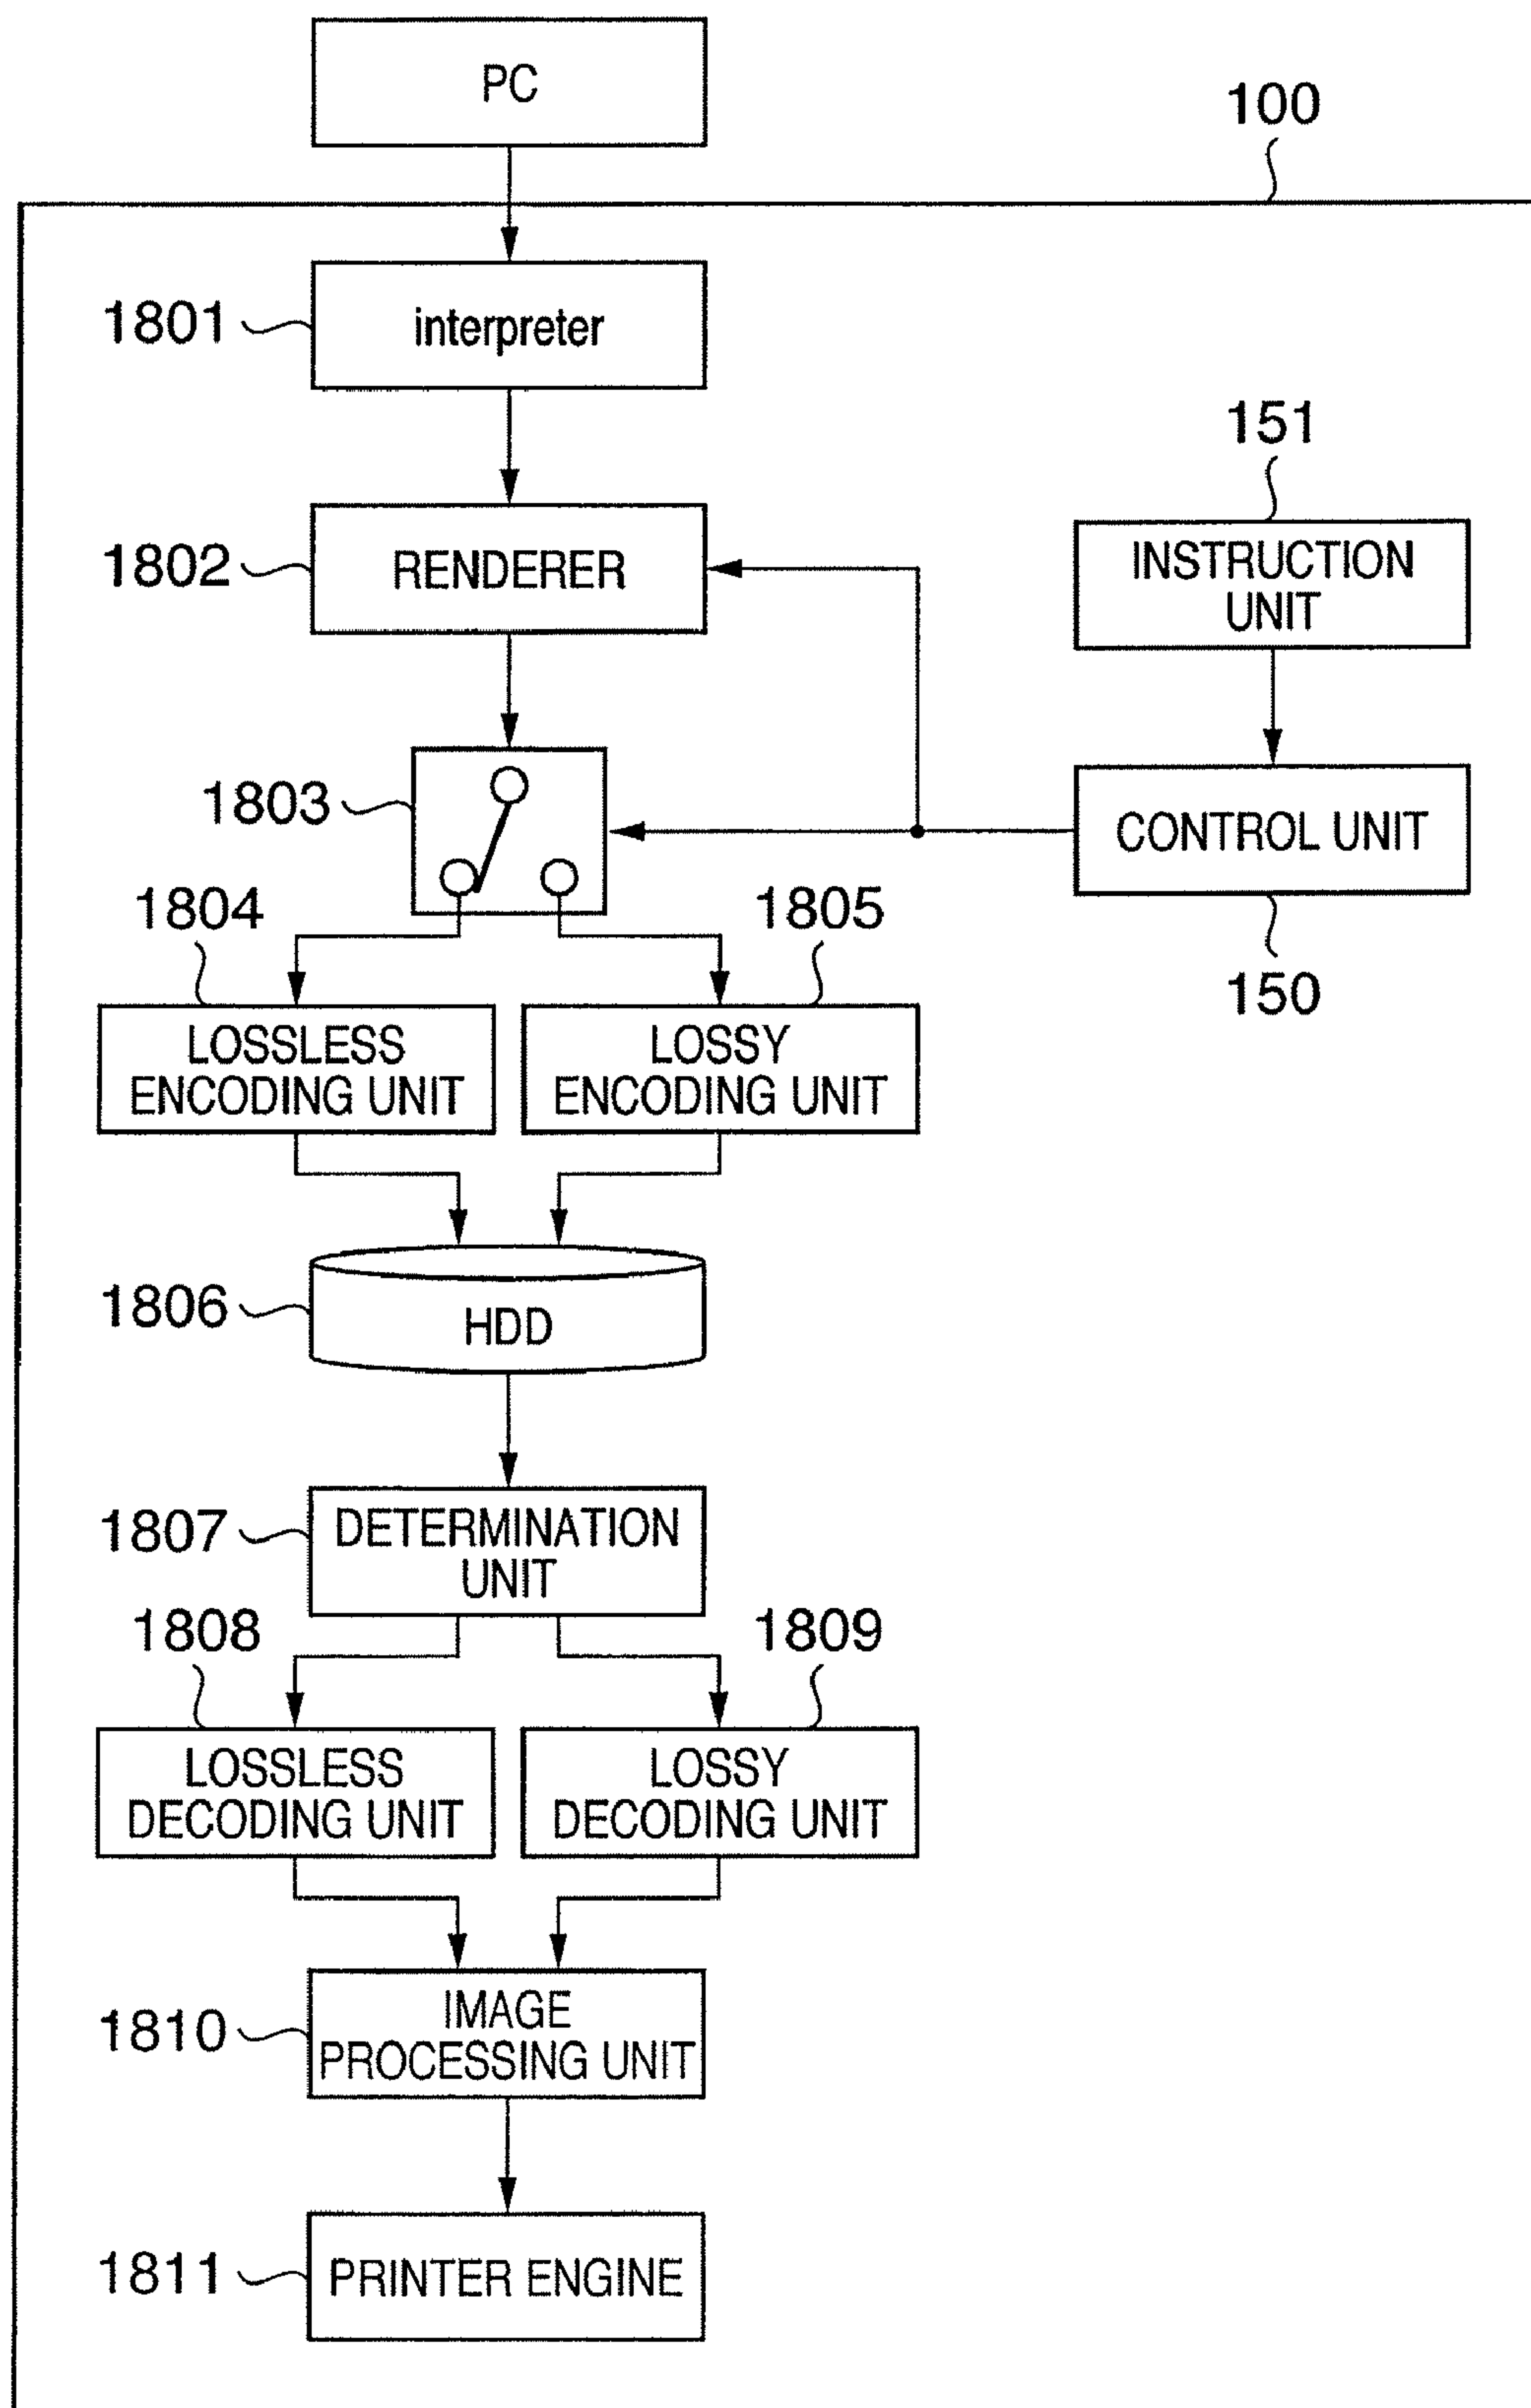 PC
100
1801
interpreter
151
1802
RENDERER
INSTRUCTION
UNIT
1803
CONTROL UNIT
1804
1805
150
LOSSLESS
ENCODING UNIT
LOSSY
ENCODING UNIT
1806
HDD
1807
DETERMINATION
UNIT
1808
1809
LOSSLESS
DECODING UNIT
LOSSY
DECODING UNIT
1810
IMAGE
PROCESSING UNIT
1811
PRINTER ENGINE